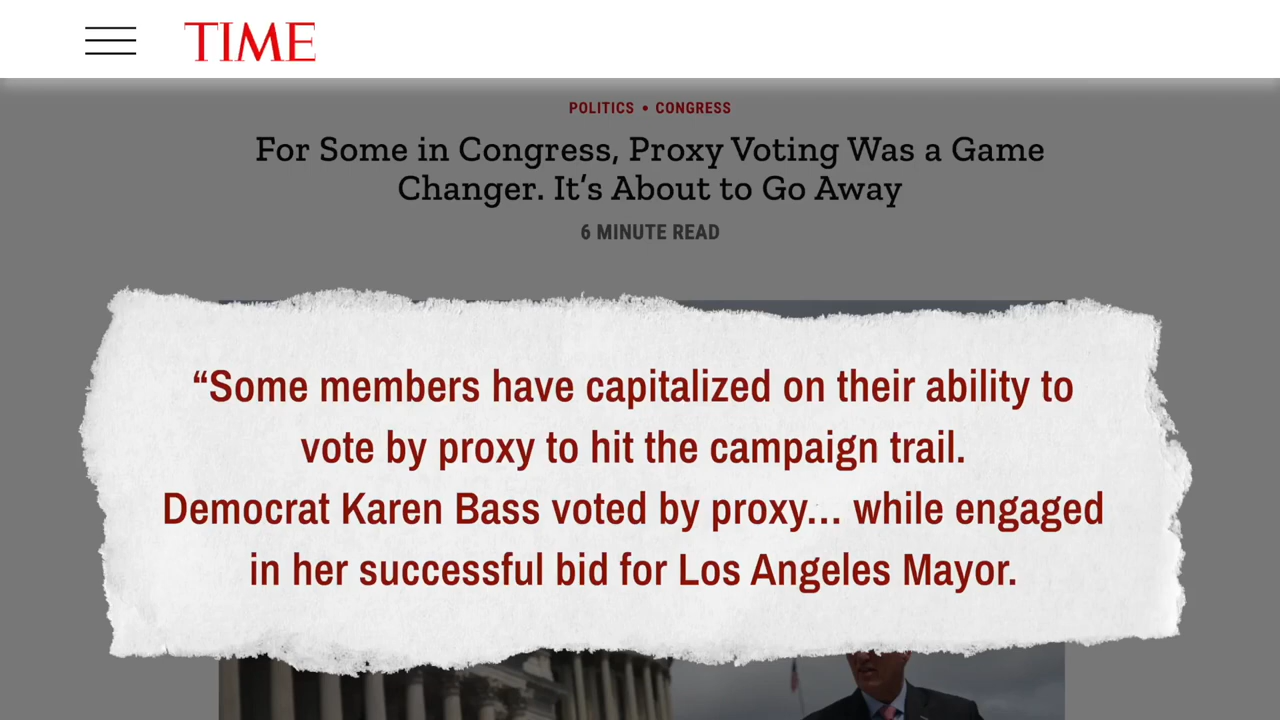 TIME
POLITICS • CONGRESS
For Some in Congress, Proxy Voting Was a Game
Changer. It’s About to Go Away
6 MINUTE READ
“Some members have capitalized on their ability to
vote by proxy to hit the campaign trail.
Democrat Karen Bass voted by proxy... while engaged
in her successful bid for Los Angeles Mayor.